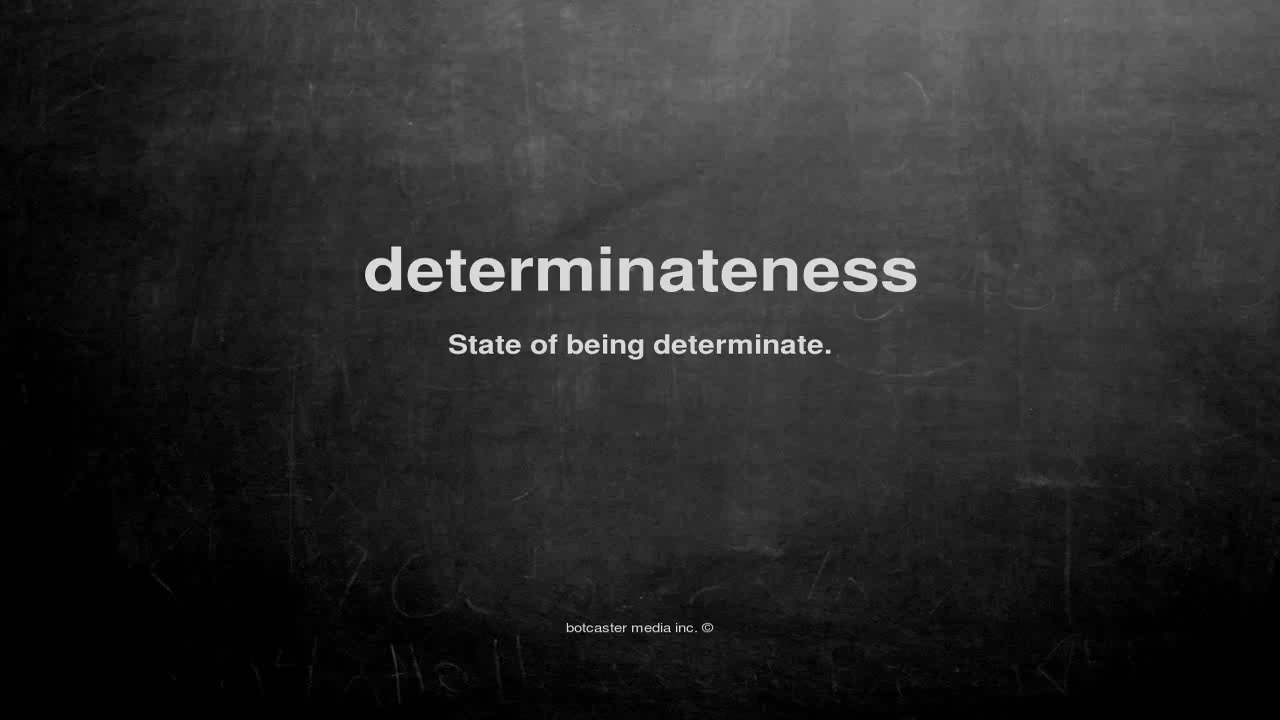 determinateness
State of being determinate.
botcaster media inc. ©